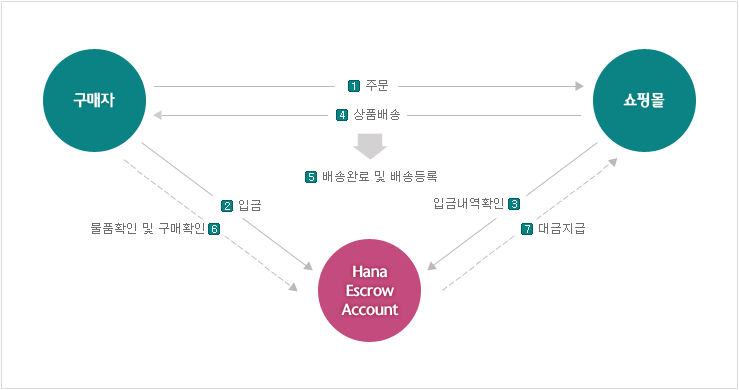 1 주문
구매자
쇼핑몰
4 상품배송
5 배송완료 및 배송등록
2 입금
입금내역확인 3
물품확인 및 구매확인 6
7 대금지급
Hana
Escrow
Account